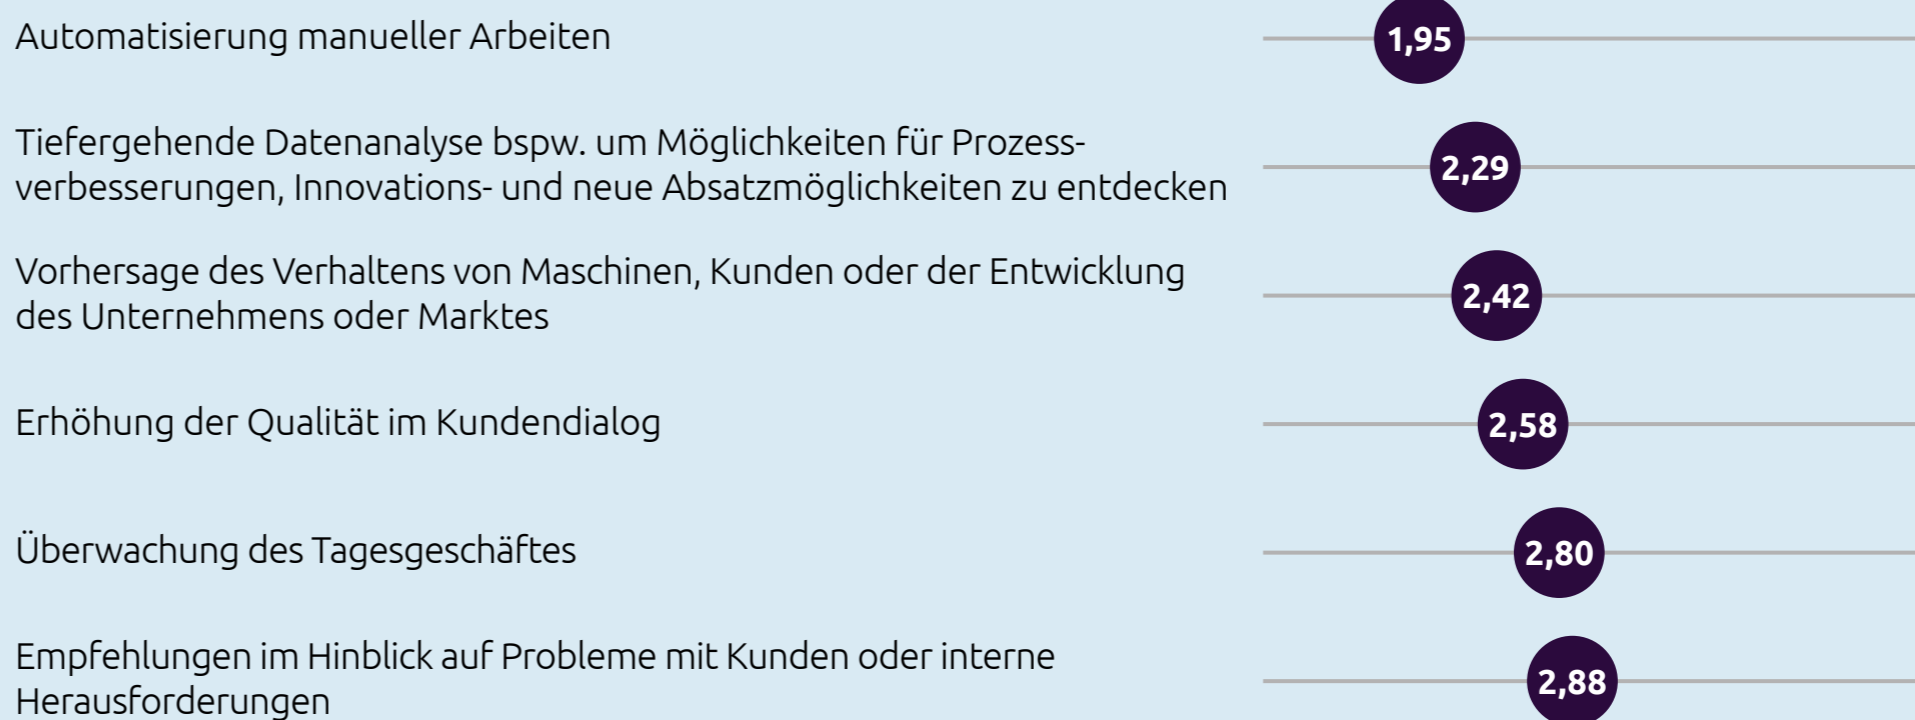 Automatisierung manueller Arbeiten
1,95
Tiefergehende Datenanalyse bspw. um Möglichkeiten für Prozess-
verbesserungen, Innovations- und neue Absatzmöglichkeiten zu entdecken
2,29
Vorhersage des Verhaltens von Maschinen, Kunden oder der Entwicklung
des Unternehmens oder Marktes
2,42
Erhöhung der Qualität im Kundendialog
2,58
Überwachung des Tagesgeschäftes
2,80
Empfehlungen im Hinblick auf Probleme mit Kunden oder interne
Herausforderungen
2,88